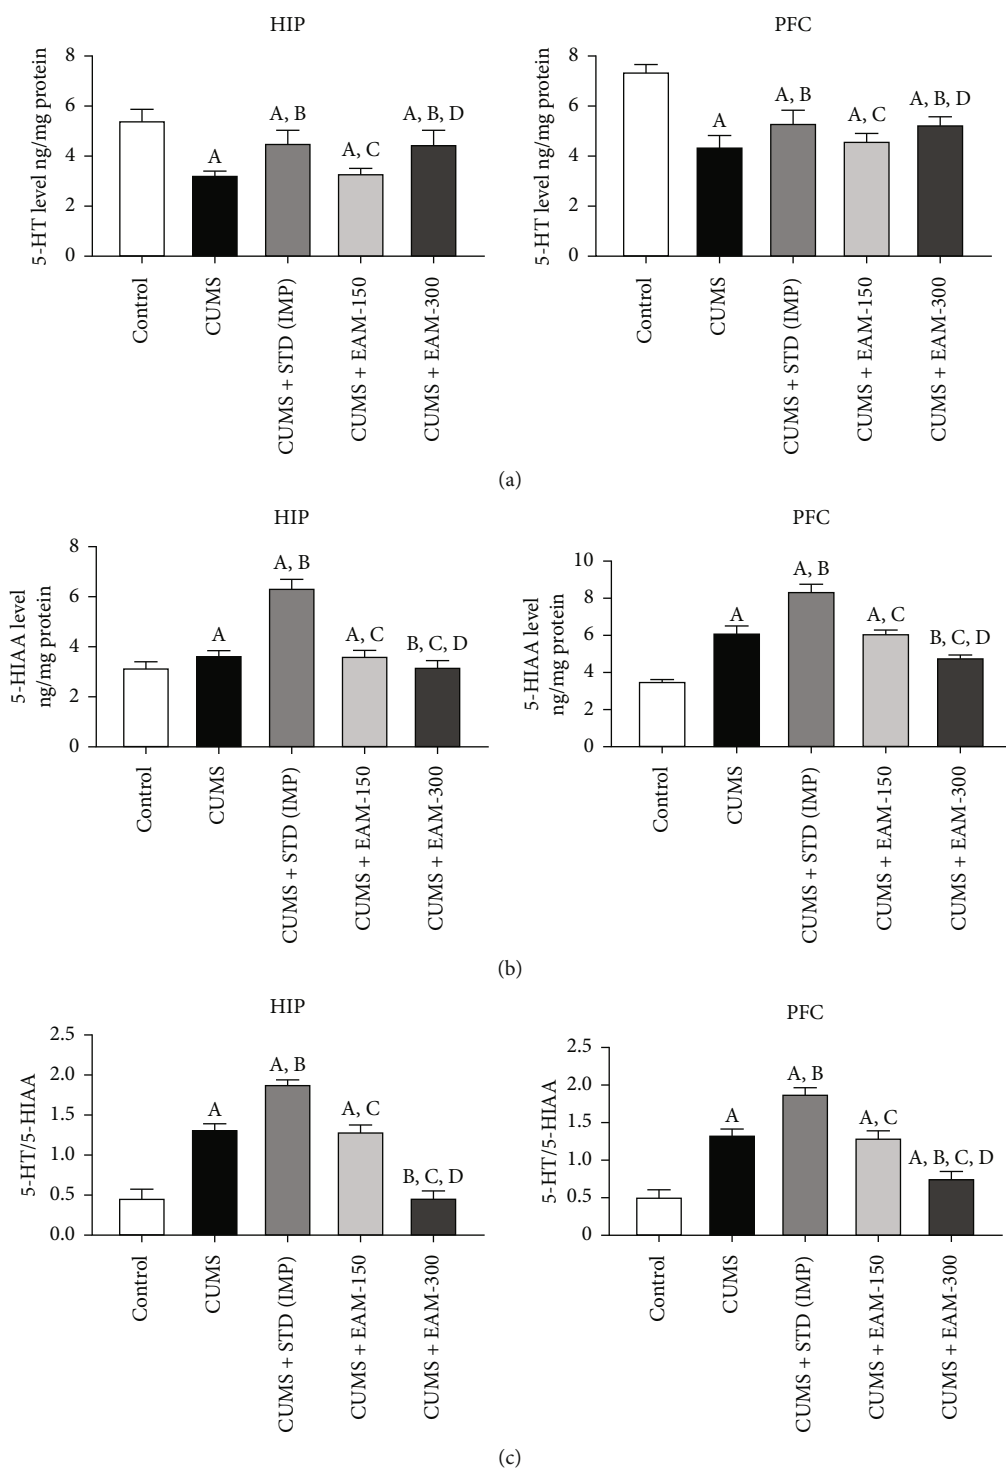 HIP
8
6
4
2
0
5-HT level ng/mg protein
A
A, B
A, C
A, B, D
Control
CUMS
CUMS + STD (IMP)
CUMS + EAM-150
CUMS + EAM-300
PFC
8
6
4
2
0
5-HT level ng/mg protein
A
A, B
A, C
A, B, D
Control
CUMS
CUMS + STD (IMP)
CUMS + EAM-150
CUMS + EAM-300
(a)
HIP
8
6
4
2
0
5-HIAA level
ng/mg protein
A
A, B
A, C
B, C, D
Control
CUMS
CUMS + STD (IMP)
CUMS + EAM-150
CUMS + EAM-300
PFC
10
8
6
4
2
0
5-HIAA level
ng/mg protein
A
A, B
A, C
B, C, D
Control
CUMS
CUMS + STD (IMP)
CUMS + EAM-150
CUMS + EAM-300
(b)
HIP
2.5
2.0
1.5
1.0
0.5
0.0
5-HT/5-HIAA
A
A, B
A, C
B, C, D
Control
CUMS
CUMS + STD (IMP)
CUMS + EAM-150
CUMS + EAM-300
PFC
2.5
2.0
1.5
1.0
0.5
0
5-HT/5-HIAA
A
A, B
A, C
A, B, C, D
Control
CUMS
CUMS + STD (IMP)
CUMS + EAM-150
CUMS + EAM-300
(c)